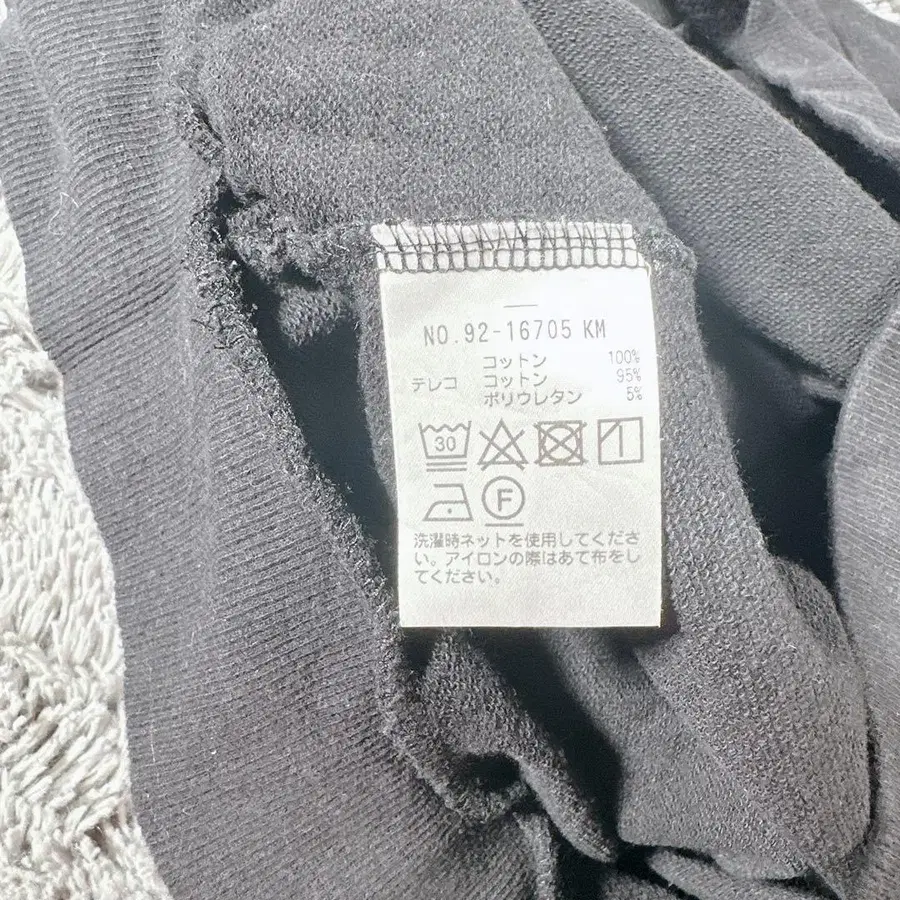 NO.92-16705 KM
コットン 100%
テレコ コットン 95%
ポリウレタン 5%
30
F
洗濯時ネットを使用してくださ
い。アイロンの際はあて布をし
てください。